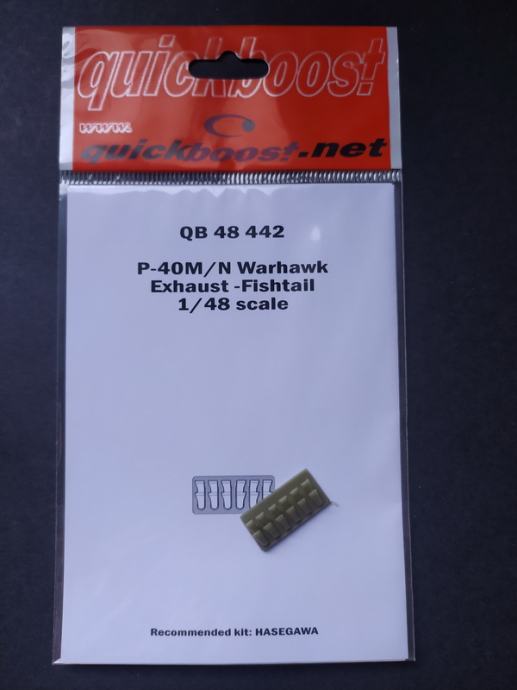 quickboost
www.
quickboost.net
QB 48 442
P-40M/N Warhawk
Exhaust -Fishtail
1/48 scale
Recommended kit: HASEGAWA